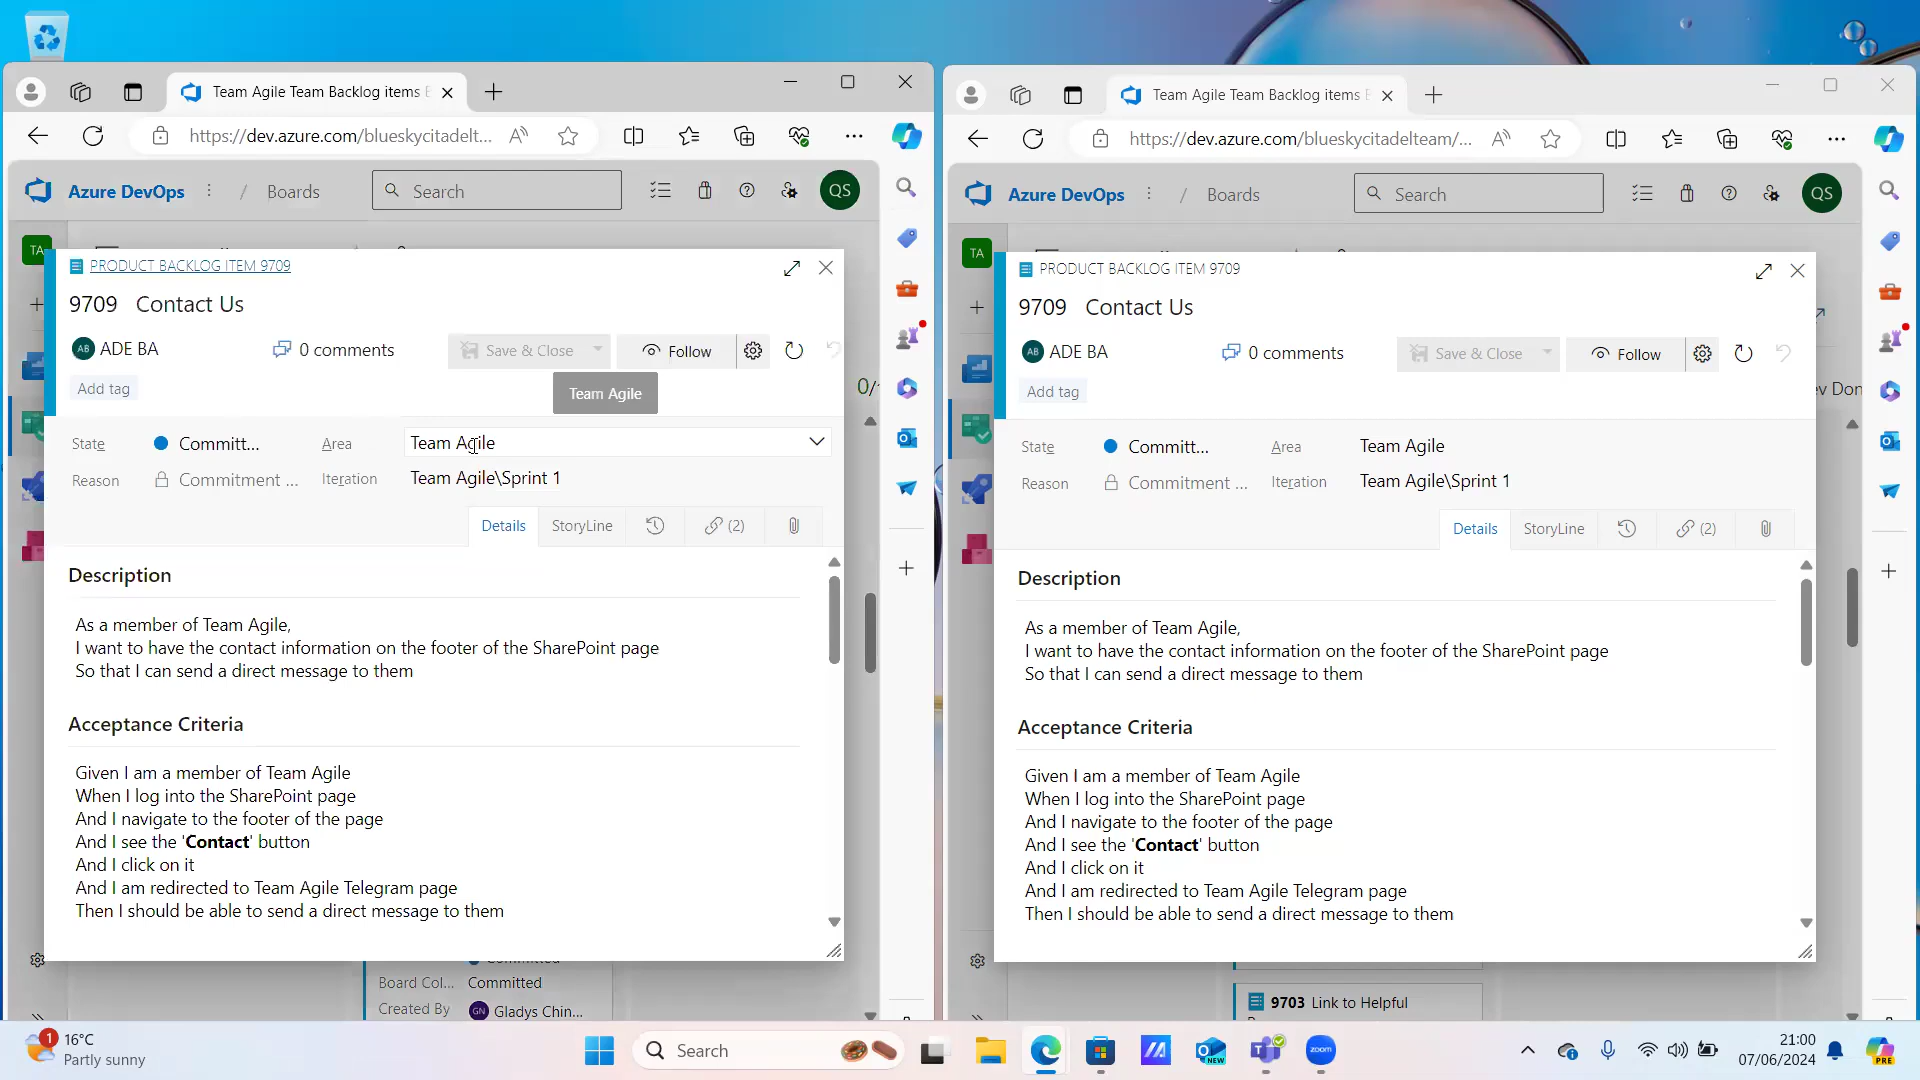 Team Agile Team Backlog items
https://dev.azure.com/blueskycitadelt...
Azure DevOps
/
Boards
Search
QS
TA
PRODUCT BACKLOG ITEM 9709
9709 Contact Us
AB ADE BA
0 comments
Save & Close
Follow
Add tag
Team Agile
0/
State
Committ...
Area
Team Agile
Reason
Commitment ...
Iteration
Team Agile\Sprint 1
Details
StoryLine
(2)
Description
As a member of Team Agile,
I want to have the contact information on the footer of the SharePoint page
So that I can send a direct message to them
Acceptance Criteria
Given I am a member of Team Agile
When I log into the SharePoint page
And I navigate to the footer of the page
And I see the 'Contact' button
And I click on it
And I am redirected to Team Agile Telegram page
Then I should be able to send a direct message to them
Committed
Board Col...
Committed
Created By
GN Gladys Chin...
Team Agile Team Backlog items
https://dev.azure.com/blueskycitadelteam/...
Azure DevOps
/
Boards
Search
QS
TA
PRODUCT BACKLOG ITEM 9709
9709 Contact Us
AB ADE BA
0 comments
Save & Close
Follow
Add tag
State
Committ...
Area
Team Agile
Reason
Commitment ...
Iteration
Team Agile\Sprint 1
Details
StoryLine
(2)
Description
As a member of Team Agile,
I want to have the contact information on the footer of the SharePoint page
So that I can send a direct message to them
Acceptance Criteria
Given I am a member of Team Agile
When I log into the SharePoint page
And I navigate to the footer of the page
And I see the 'Contact' button
And I click on it
And I am redirected to Team Agile Telegram page
Then I should be able to send a direct message to them
9703 Link to Helpful
1
16°C
Partly sunny
Search
NEW
zoom
21:00
07/06/2024
PRE